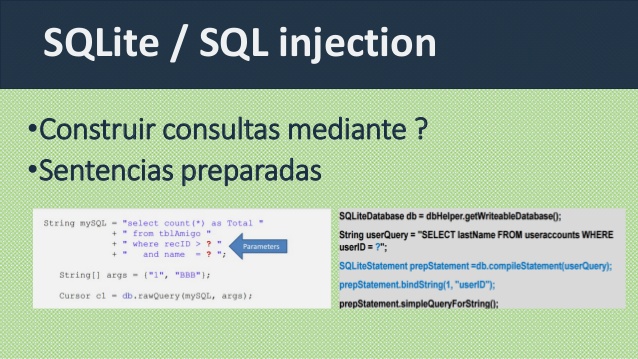 SQLite / SQL injection
•Construir consultas mediante ?
•Sentencias preparadas
String mySQL = "select count(*) as Total "
+ " from tblAmigo "
+ " where recID > ? "
+ "   and name = ? ";
Parameters
String[] args = {"1", "BBB"};
Cursor c1 = db.rawQuery(mySQL, args);
SQLiteDatabase db = dbHelper.getWriteableDatabase();
String userQuery = "SELECT lastName FROM useraccounts WHERE
userID = ?";
SQLiteStatement prepStatement =db.compileStatement(userQuery);
prepStatement.bindString(1, "userID");
prepStatement.simpleQueryForString();